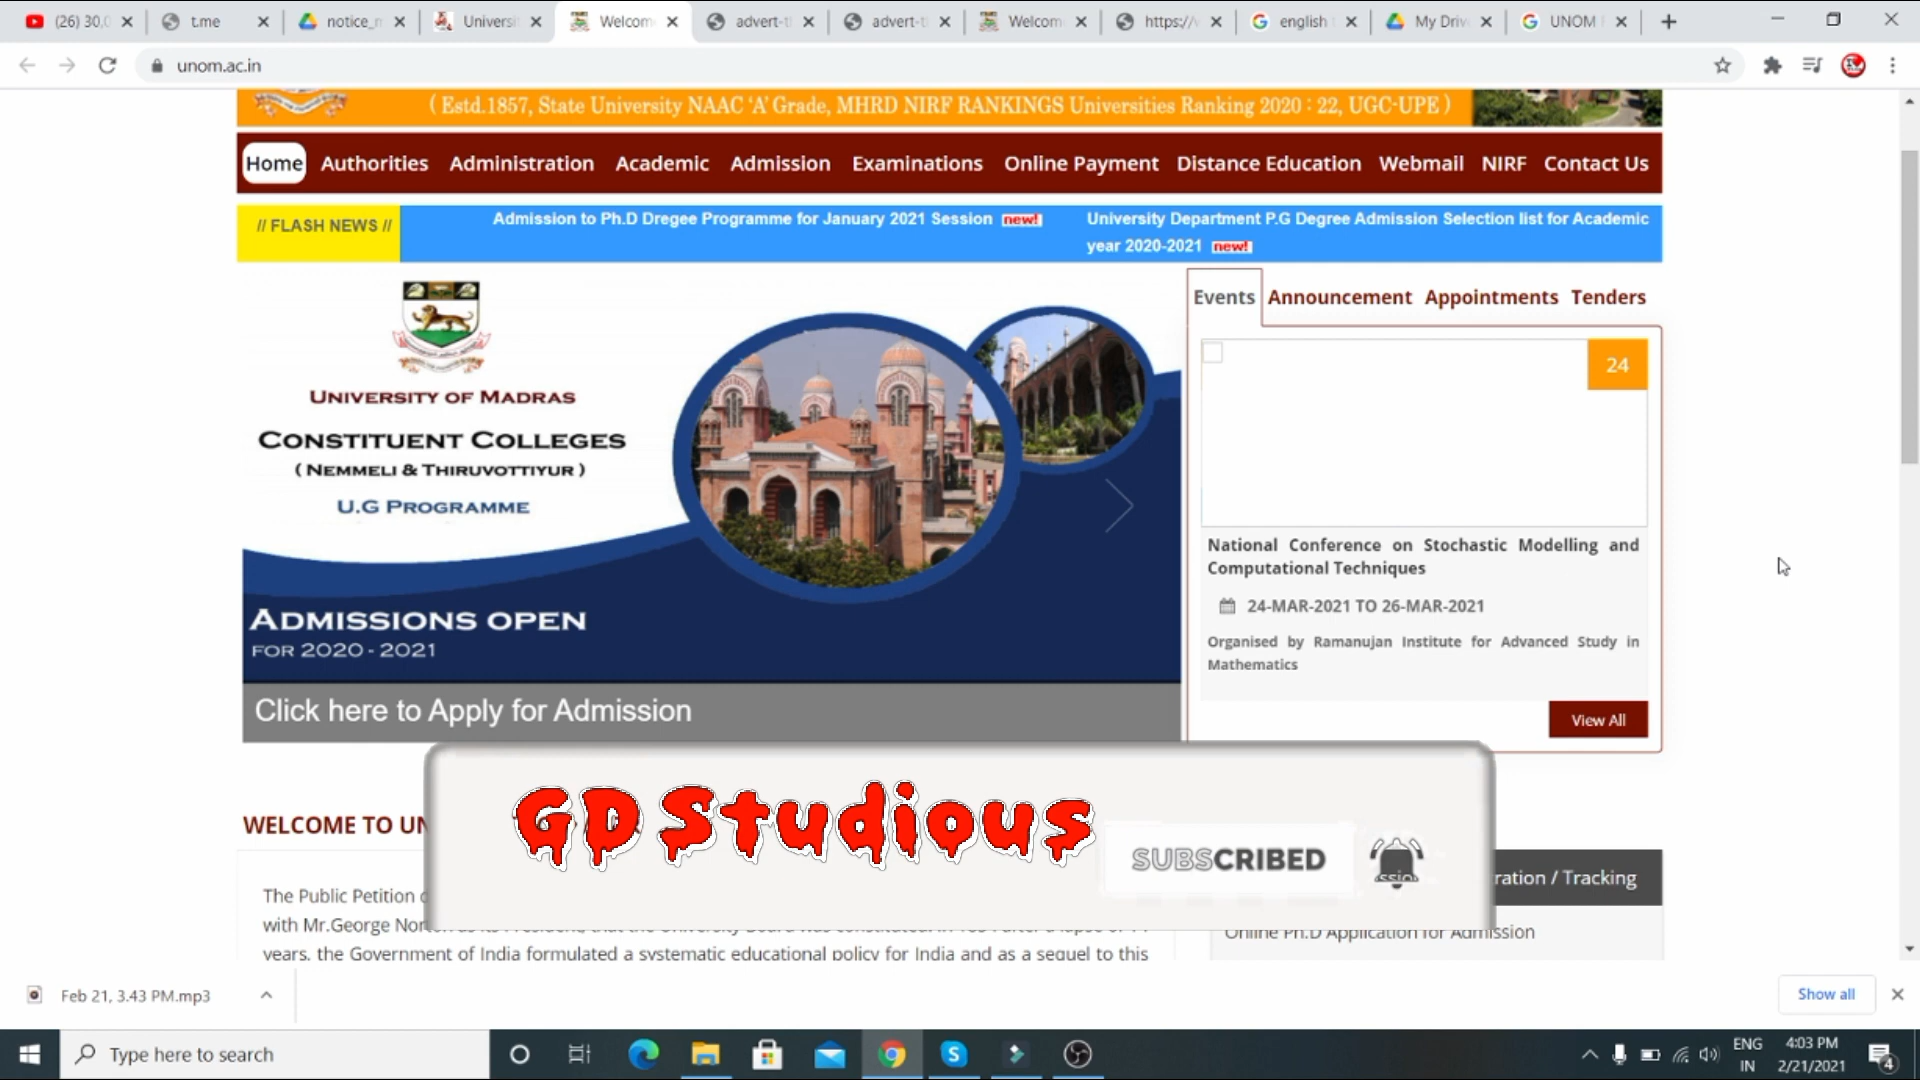 (26) 30,0
t.me
notice_n
Universit
Welcom
advert-t
advert-t
Welcom
https://v
english
My Driv
UNOM
unom.ac.in
( Estd.1857, State University NAAC ‘A’ Grade, MHRD NIRF RANKINGS Universities Ranking 2020 : 22, UGC-UPE )
Home Authorities Administration Academic Admission Examinations Online Payment Distance Education Webmail NIRF Contact Us
// FLASH NEWS //
Admission to Ph.D Dregee Programme for January 2021 Session new!
University Department P.G Degree Admission Selection list for Academic
year 2020-2021 new!
UNIVERSITY OF MADRAS
CONSTITUENT COLLEGES
( NEMMELI & THIRUVOTTIYUR )
U.G PROGRAMME
ADMISSIONS OPEN
FOR 2020 - 2021
Click here to Apply for Admission
Events Announcement Appointments Tenders
24
National Conference on Stochastic Modelling and
Computational Techniques
24-MAR-2021 TO 26-MAR-2021
Organised by Ramanujan Institute for Advanced Study in
Mathematics
View All
WELCOME TO UN
GD Studious
SUBSCRIBED
ssio
ration / Tracking
The Public Petition
with Mr.George Nor
years, the Government of India formulated a systematic educational policy for India and as a sequel to this
Online Ph.D Application for Admission
Feb 21, 3.43 PM.mp3
Show all
Type here to search
ENG
IN
4:03 PM
2/21/2021
4